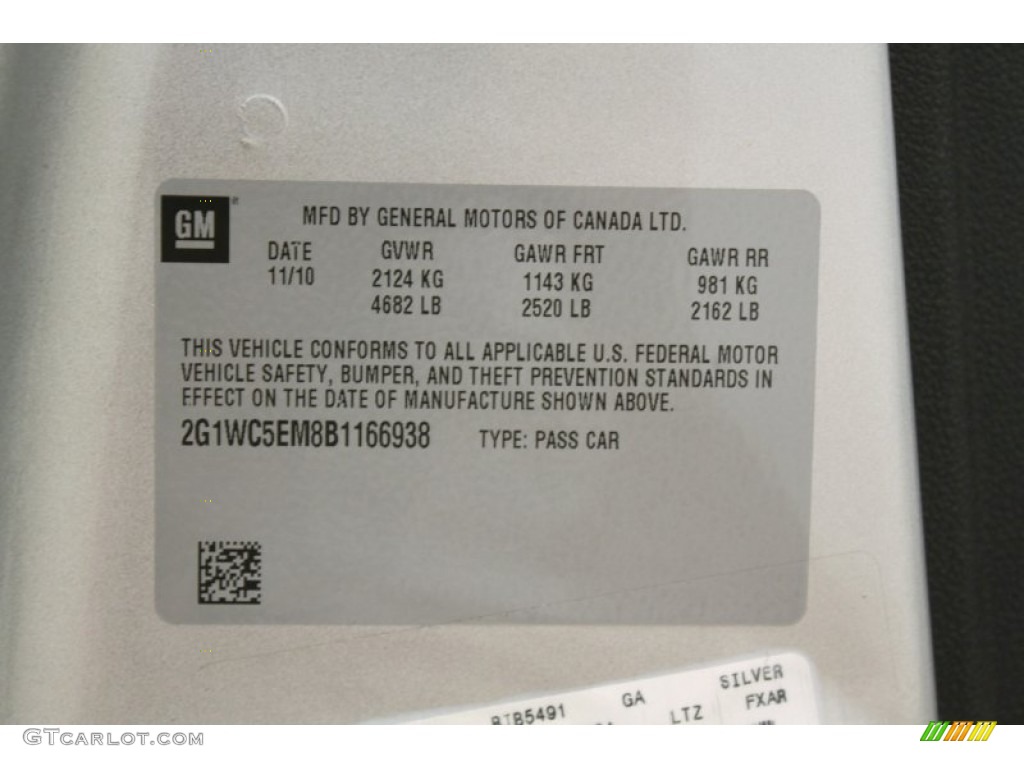 GM
MFD BY GENERAL MOTORS OF CANADA LTD.
DATE GVWR GAWR FRT GAWR RR
11/10 2124 KG 1143 KG 981 KG
4682 LB 2520 LB 2162 LB
THIS VEHICLE CONFORMS TO ALL APPLICABLE U.S. FEDERAL MOTOR
VEHICLE SAFETY, BUMPER, AND THEFT PREVENTION STANDARDS IN
EFFECT ON THE DATE OF MANUFACTURE SHOWN ABOVE.
2G1WC5EM8B1166938 TYPE: PASS CAR
GA SILVER
LTZ FXAR
GTCarLot.com